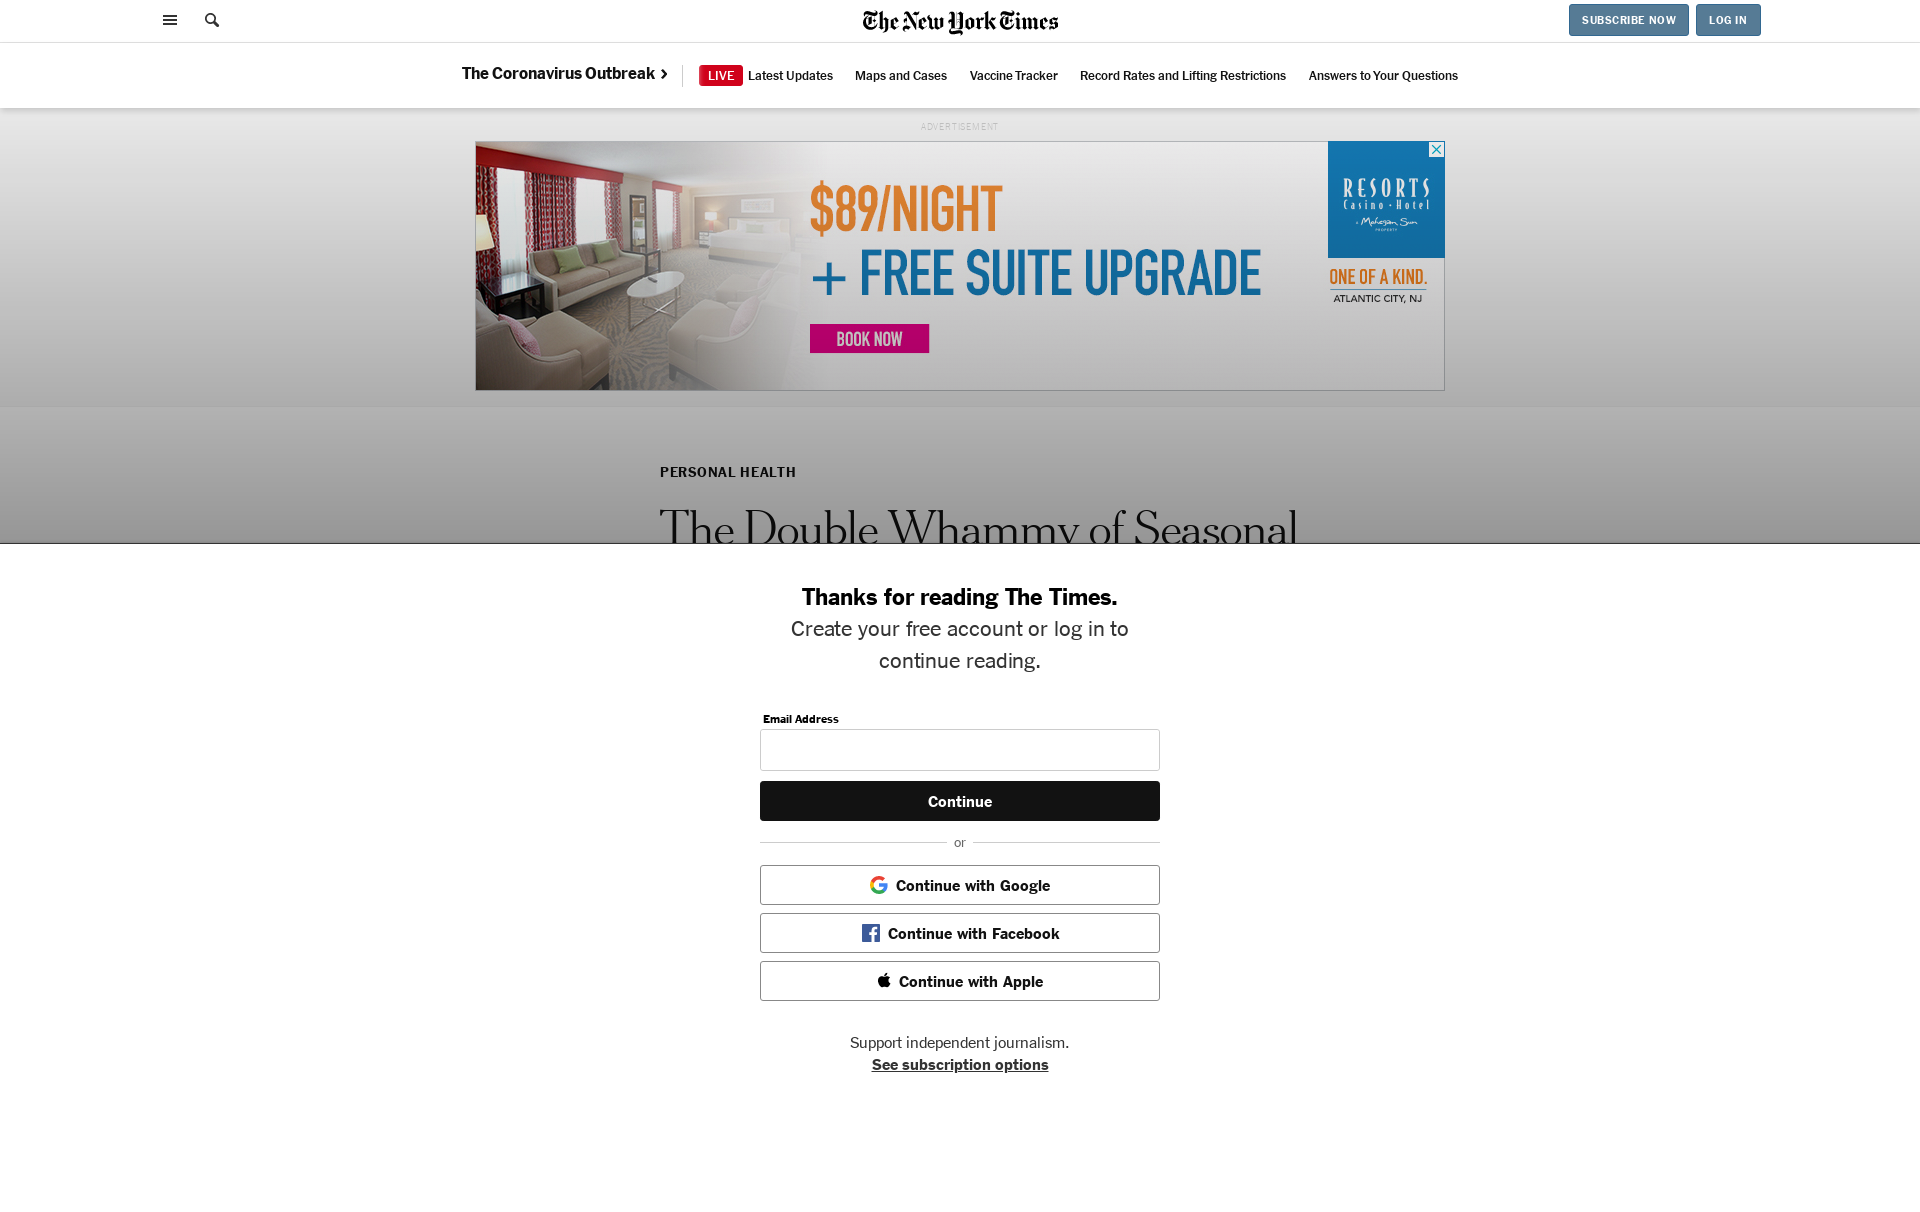 The New York Times
SUBSCRIBE NOW
LOG IN
The Coronavirus Outbreak ›
LIVE Latest Updates
Maps and Cases
Vaccine Tracker
Record Rates and Lifting Restrictions
Answers to Your Questions
ADVERTISEMENT
$89/NIGHT
+ FREE SUITE UPGRADE
BOOK NOW
RESORTS
Casino · Hotel
a Mohegan Sun
PROPERTY
ONE OF A KIND.
ATLANTIC CITY, NJ
PERSONAL HEALTH
The Double Whammy of Seasonal
Thanks for reading The Times.
Create your free account or log in to
continue reading.
Email Address
Continue
or
Continue with Google
Continue with Facebook
Continue with Apple
Support independent journalism.
See subscription options